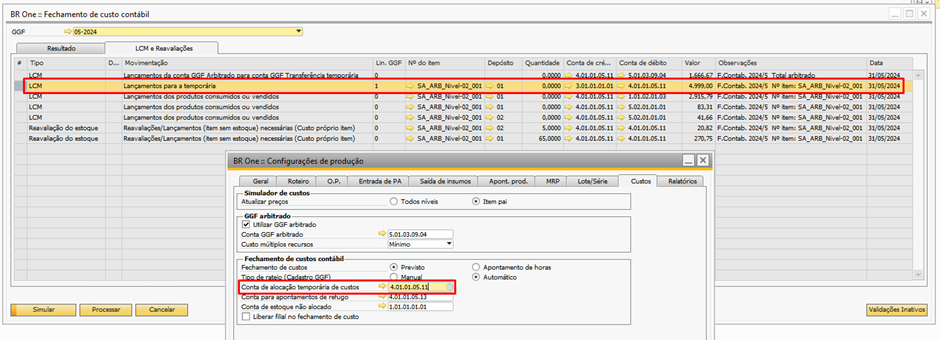 BR One :: Fechamento de custo contábil
GGF 05-2024
Resultado LCM e Reavaliações
# Tipo D... Movimentação Lin. GGF Nº do item Depósito Quantidade Conta de cré... Conta de débito Valor Observações Data
LCM Lançamentos da conta GGF Arbitrado para conta GGF Transferência temporária 0 0,0000 4.01.01.05.11 5.01.03.09.04 1.666,67 F.Contab. 2024/5 Total arbitrado 31/05/2024
LCM Lançamentos para a temporária 1 SA_ARB_Nivel-02_001 01 0,0000 3.01.01.01.01 4.01.01.05.11 4.999,00 F.Contab. 2024/5 Nº item: SA_ARB_Nivel-02_001 31/05/2024
LCM Lançamentos dos produtos consumidos ou vendidos 0 SA_ARB_Nivel-02_001 01 0,0000 4.01.01.05.11 1.01.02.01.03 2.915,79 F.Contab. 2024/5 Nº item: SA_ARB_Nivel-02_001 31/05/2024
LCM Lançamentos dos produtos consumidos ou vendidos 0 SA_ARB_Nivel-02_001 02 0,0000 4.01.01.05.11 5.02.01.01.01 83,31 F.Contab. 2024/5 Nº item: SA_ARB_Nivel-02_001 31/05/2024
LCM Lançamentos dos produtos consumidos ou vendidos 0 SA_ARB_Nivel-02_001 02 0,0000 4.01.01.05.11 5.02.01.01.01 41,66 F.Contab. 2024/5 Nº item: SA_ARB_Nivel-02_001 31/05/2024
Reavaliação do estoque Reavaliações/Lançamentos (item sem estoque) necessárias (Custo próprio item) 0 SA_ARB_Nivel-02_001 02 5,0000 4.01.01.05.11 4.01.01.05.11 20,82 F.Contab. 2024/5 Nº item: SA_ARB_Nivel-02_001 31/05/2024
Reavaliação do estoque Reavaliações/Lançamentos (item sem estoque) necessárias (Custo próprio item) 0 SA_ARB_Nivel-02_001 01 65,0000 4.01.01.05.11 4.01.01.05.11 270,75 F.Contab. 2024/5 Nº item: SA_ARB_Nivel-02_001 31/05/2024
BR One :: Configurações de produção
Geral Roteiro O.P. Entrada de PA Saída de insumos Apont. prod. MRP Lote/Série Custos Relatórios
Simulador de custos
Atualizar preços Todos níveis Item pai
GGF arbitrado
Utilizar GGF arbitrado
Conta GGF arbitrado 5.01.03.09.04
Custo múltiplos recursos Mínimo
Fechamento de custos contábil
Fechamento de custos Previsto Apontamento de horas
Tipo de rateio (Cadastro GGF) Manual Automático
Conta de alocação temporária de custos 4.01.01.05.11
Conta para apontamentos de refugo 4.01.01.05.13
Conta de estoque não alocado 1.01.01.01.01
Liberar filial no fechamento de custo
Simular Processar Cancelar Validações Inativos